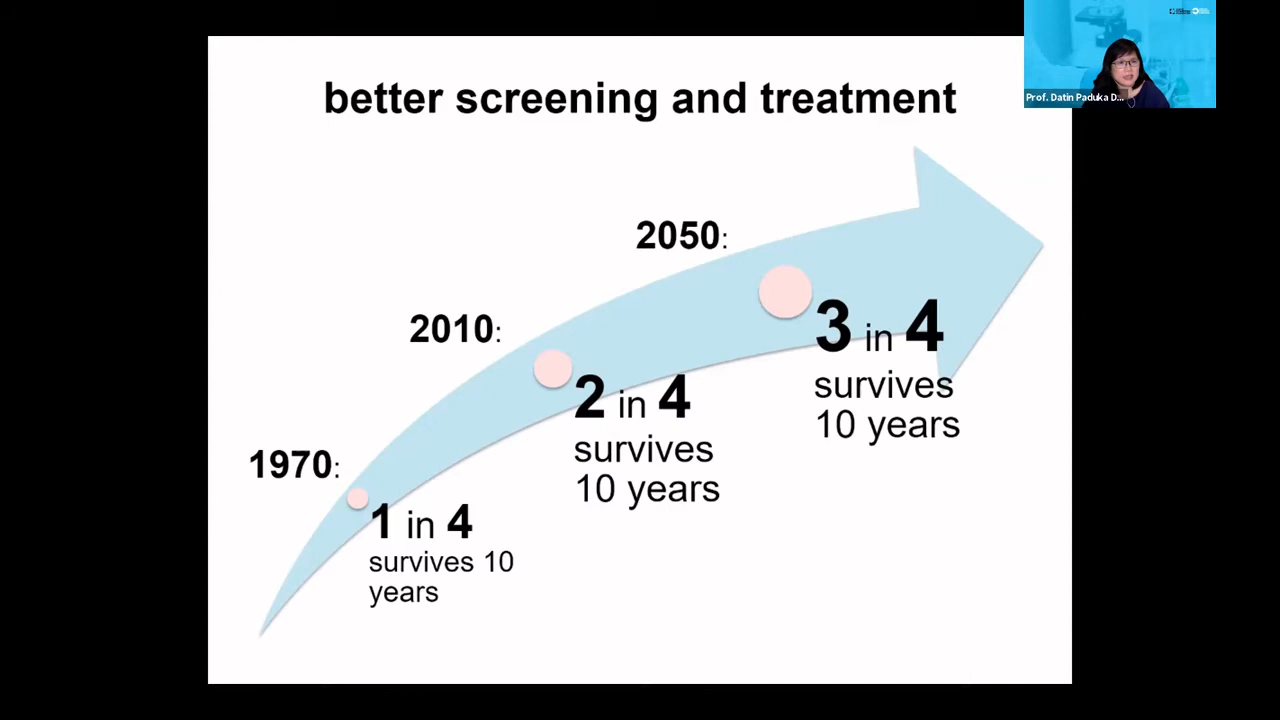 better screening and treatment
2050:
3 in 4
survives
10 years
2010:
2 in 4
survives
10 years
1970:
1 in 4
survives 10
years
Prof. Datin Paduka D...